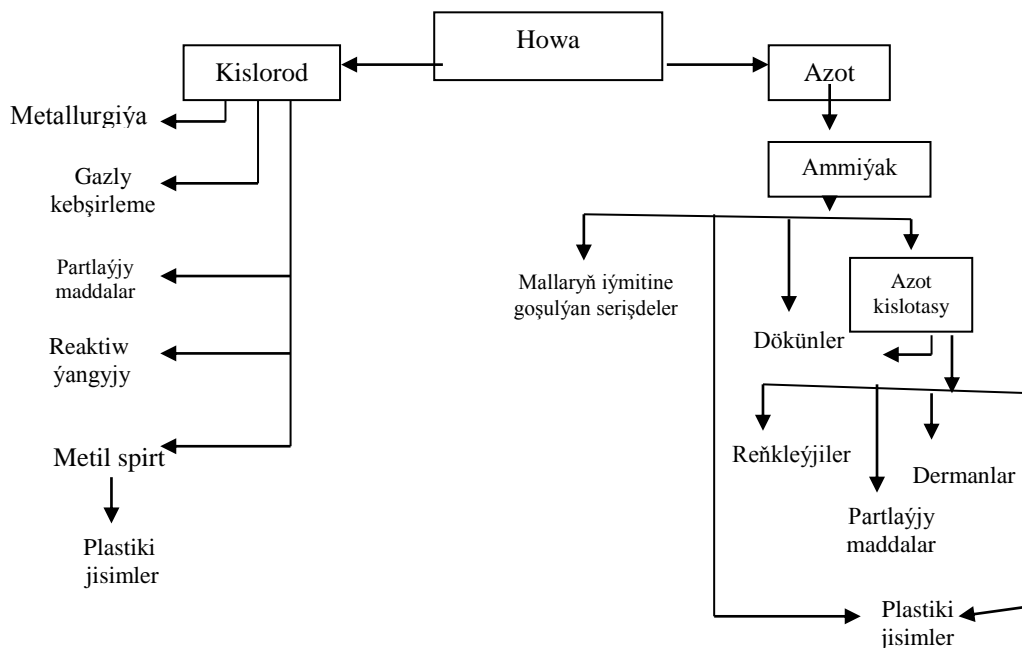 Howa
Kislorod
Azot
Metallurgiýa
Gazly
kebşirleme
Ammiýak
Partlaýjy
maddalar
Mallaryň iýmitine
goşulýan serişdeler
Azot
kislotasy
Reaktiw
ýangyjy
Dökünler
Metil spirt
Reňkleýjiler
Dermanlar
Plastiki
jisimler
Partlaýjy
maddalar
Plastiki
jisimler